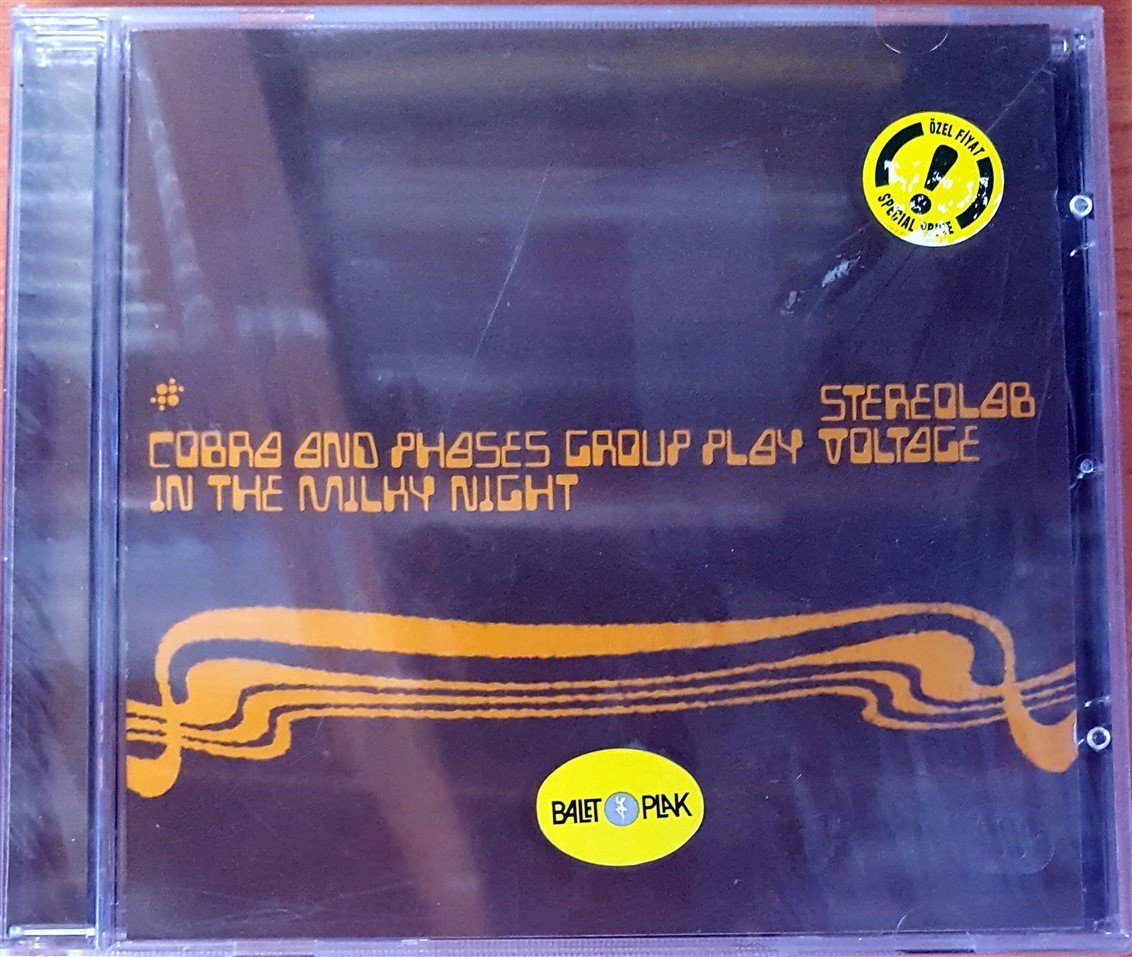 ÖZEL FİYAT
!
SPECIAL PRICE
STEREOLAB
COBRA AND PHASES GROUP PLAY VOLTAGE
IN THE MILKY NIGHT
BALET PLAK